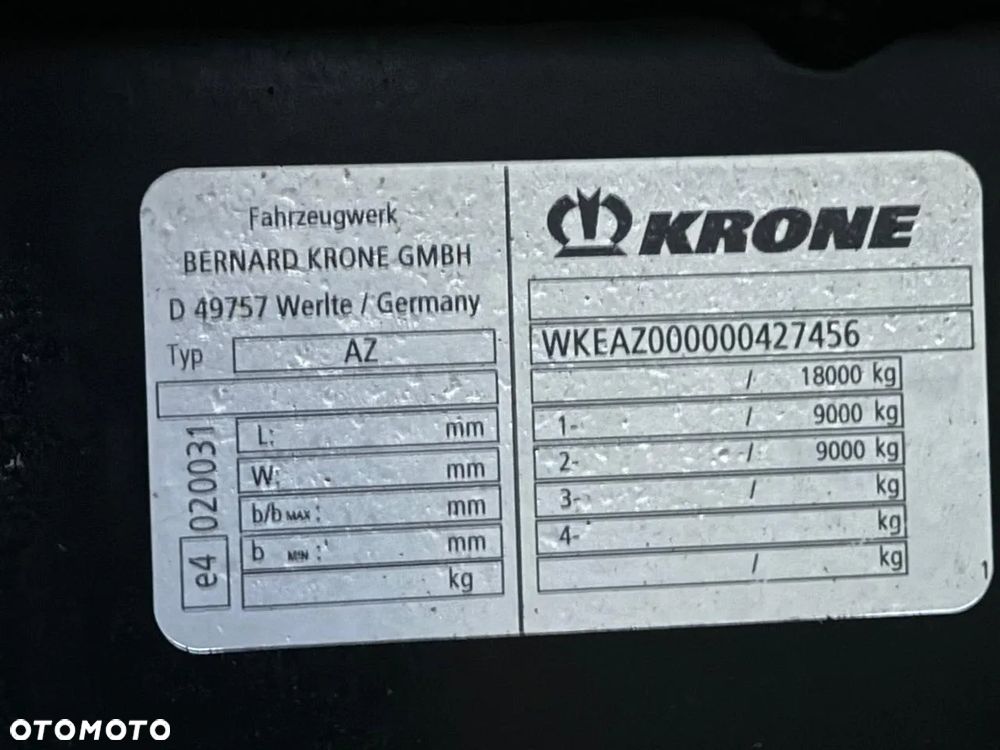 Fahrzeugwerk
BERNARD KRONE GMBH
D 49757 Werlte / Germany
Typ AZ
L: mm
W: mm
b/b MAX : mm
b MIN : mm
kg
e4 020031
KRONE
WKEAZ000000427456
/ 18000 kg
1- / 9000 kg
2- / 9000 kg
3- / kg
4- kg
/ kg
1
OTOMOTO